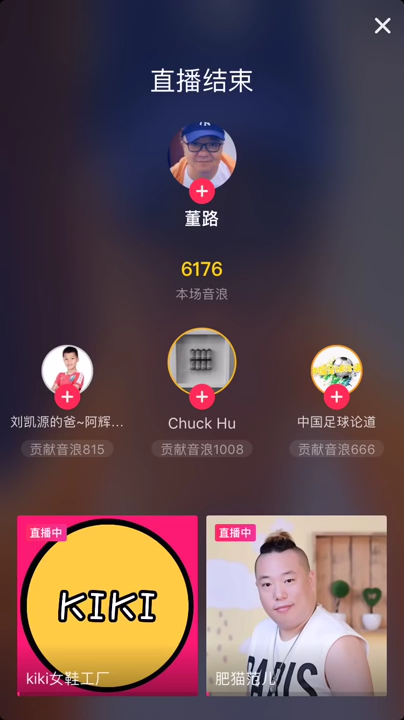 直播结束
董路
6176
本场音浪
刘凯源的爸~阿辉...
Chuck Hu
中国足球论道
贡献音浪815
贡献音浪1008
贡献音浪666
直播中
直播中
KIKI
PARIS
kiki女鞋工厂
肥猫范儿